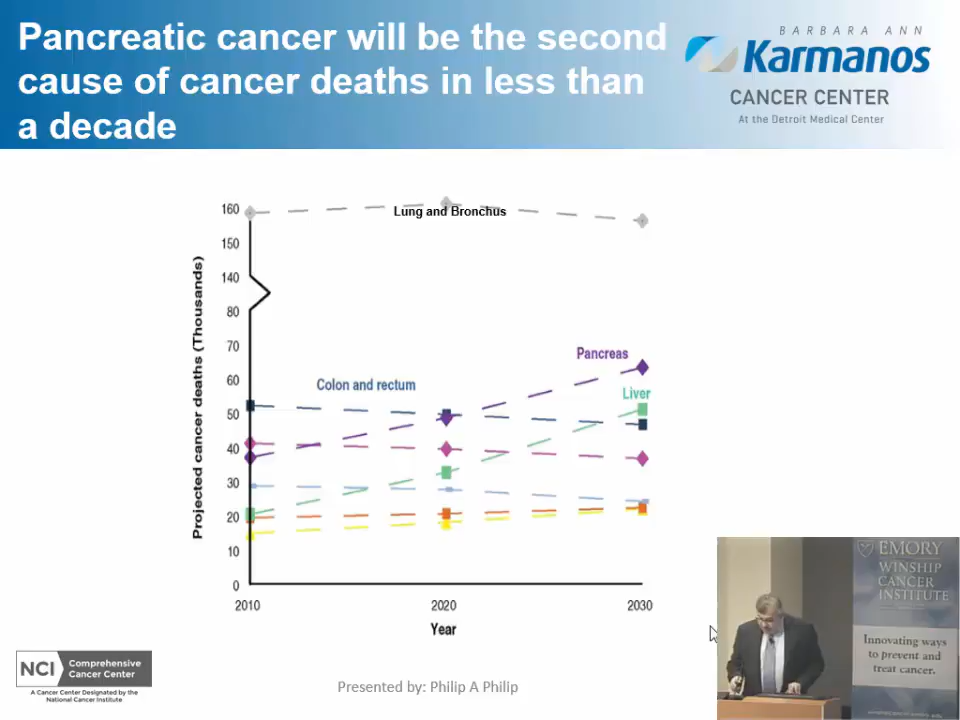 Pancreatic cancer will be the second
cause of cancer deaths in less than
a decade
BARBARA ANN
Karmanos
CANCER CENTER
At the Detroit Medical Center
Projected cancer deaths (Thousands)
160
150
140
80
70
60
50
40
30
20
10
0
Lung and Bronchus
Pancreas
Colon and rectum
Liver
2010
2020
2030
Year
NCI
Comprehensive
Cancer Center
A Cancer Center Designated by the
National Cancer Institute
Presented by: Philip A Philip
EMORY
WINSHIP
CANCER
INSTITUTE
Innovating ways
to prevent and
treat cancer.